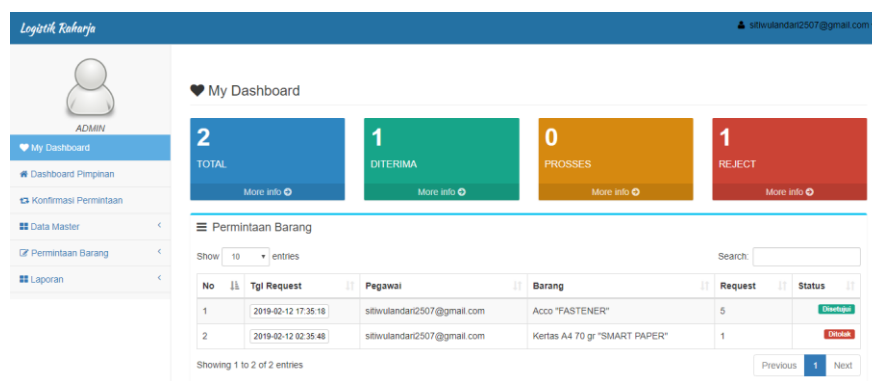 Logistik Raharja
sitiwulandari2507@gmail.com
ADMIN
My Dashboard
Dashboard Pimpinan
Konfirmasi Permintaan
Data Master
Permintaan Barang
Laporan
My Dashboard
2
TOTAL
More info
1
DITERIMA
More info
0
PROSSES
More info
1
REJECT
More info
Permintaan Barang
Show 10 entries Search:
No Tgl Request Pegawai Barang Request Status
1 2019-02-12 17:35:18 sitiwulandari2507@gmail.com Acco "FASTENER" 5 Disetujui
2 2019-02-12 02:35:48 sitiwulandari2507@gmail.com Kertas A4 70 gr "SMART PAPER" 1 Ditolak
Showing 1 to 2 of 2 entries Previous 1 Next